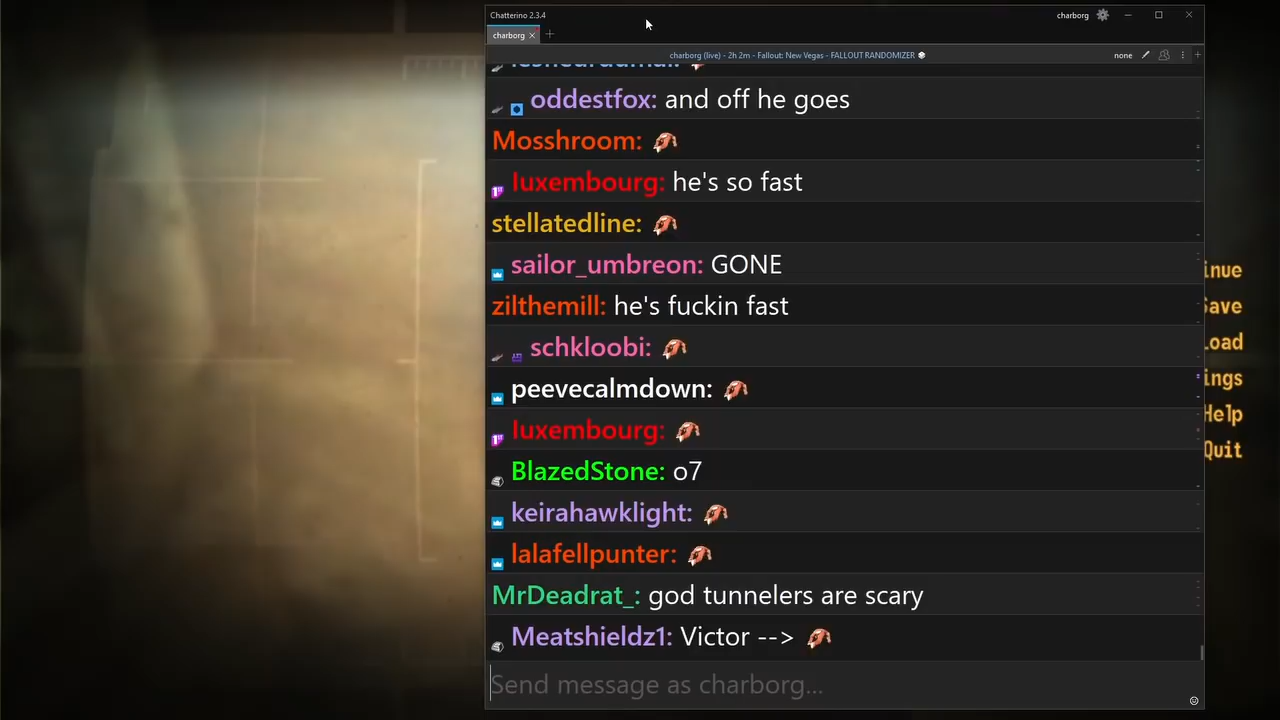 Chatterino 2.3.4
charborg
charborg
charborg (live) - 2h 2m - Fallout: New Vegas - FALLOUT RANDOMIZER
none
oddestfox: and off he goes
Mosshroom:
luxembourg: he's so fast
stellatedline:
sailor_umbreon: GONE
inue
zilthemill: he's fuckin fast
Save
schkloobi:
oad
peevecalmdown:
ings
luxembourg:
Help
BlazedStone: o7
Quit
keirahawklight:
lalafellpunter:
MrDeadrat_: god tunnelers are scary
Meatshieldz1: Victor -->
Send message as charborg...